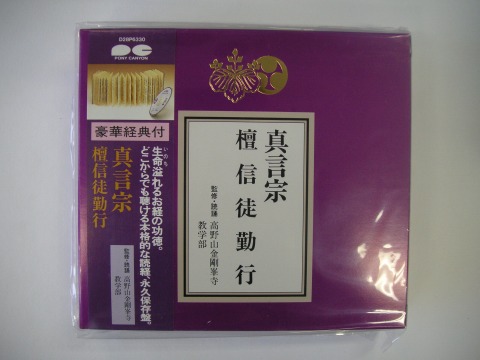 D28P6330
PONY CANYON
豪華経典付
真言宗
檀信徒勤行
監修・読誦 高野山金剛峯寺
教学部
いのち
生命溢れるお経の功徳。
どこからでも聴ける本格的な読経、永久保存盤。
真言宗
檀信徒勤行
監修・読誦 高野山金剛峯寺
教学部